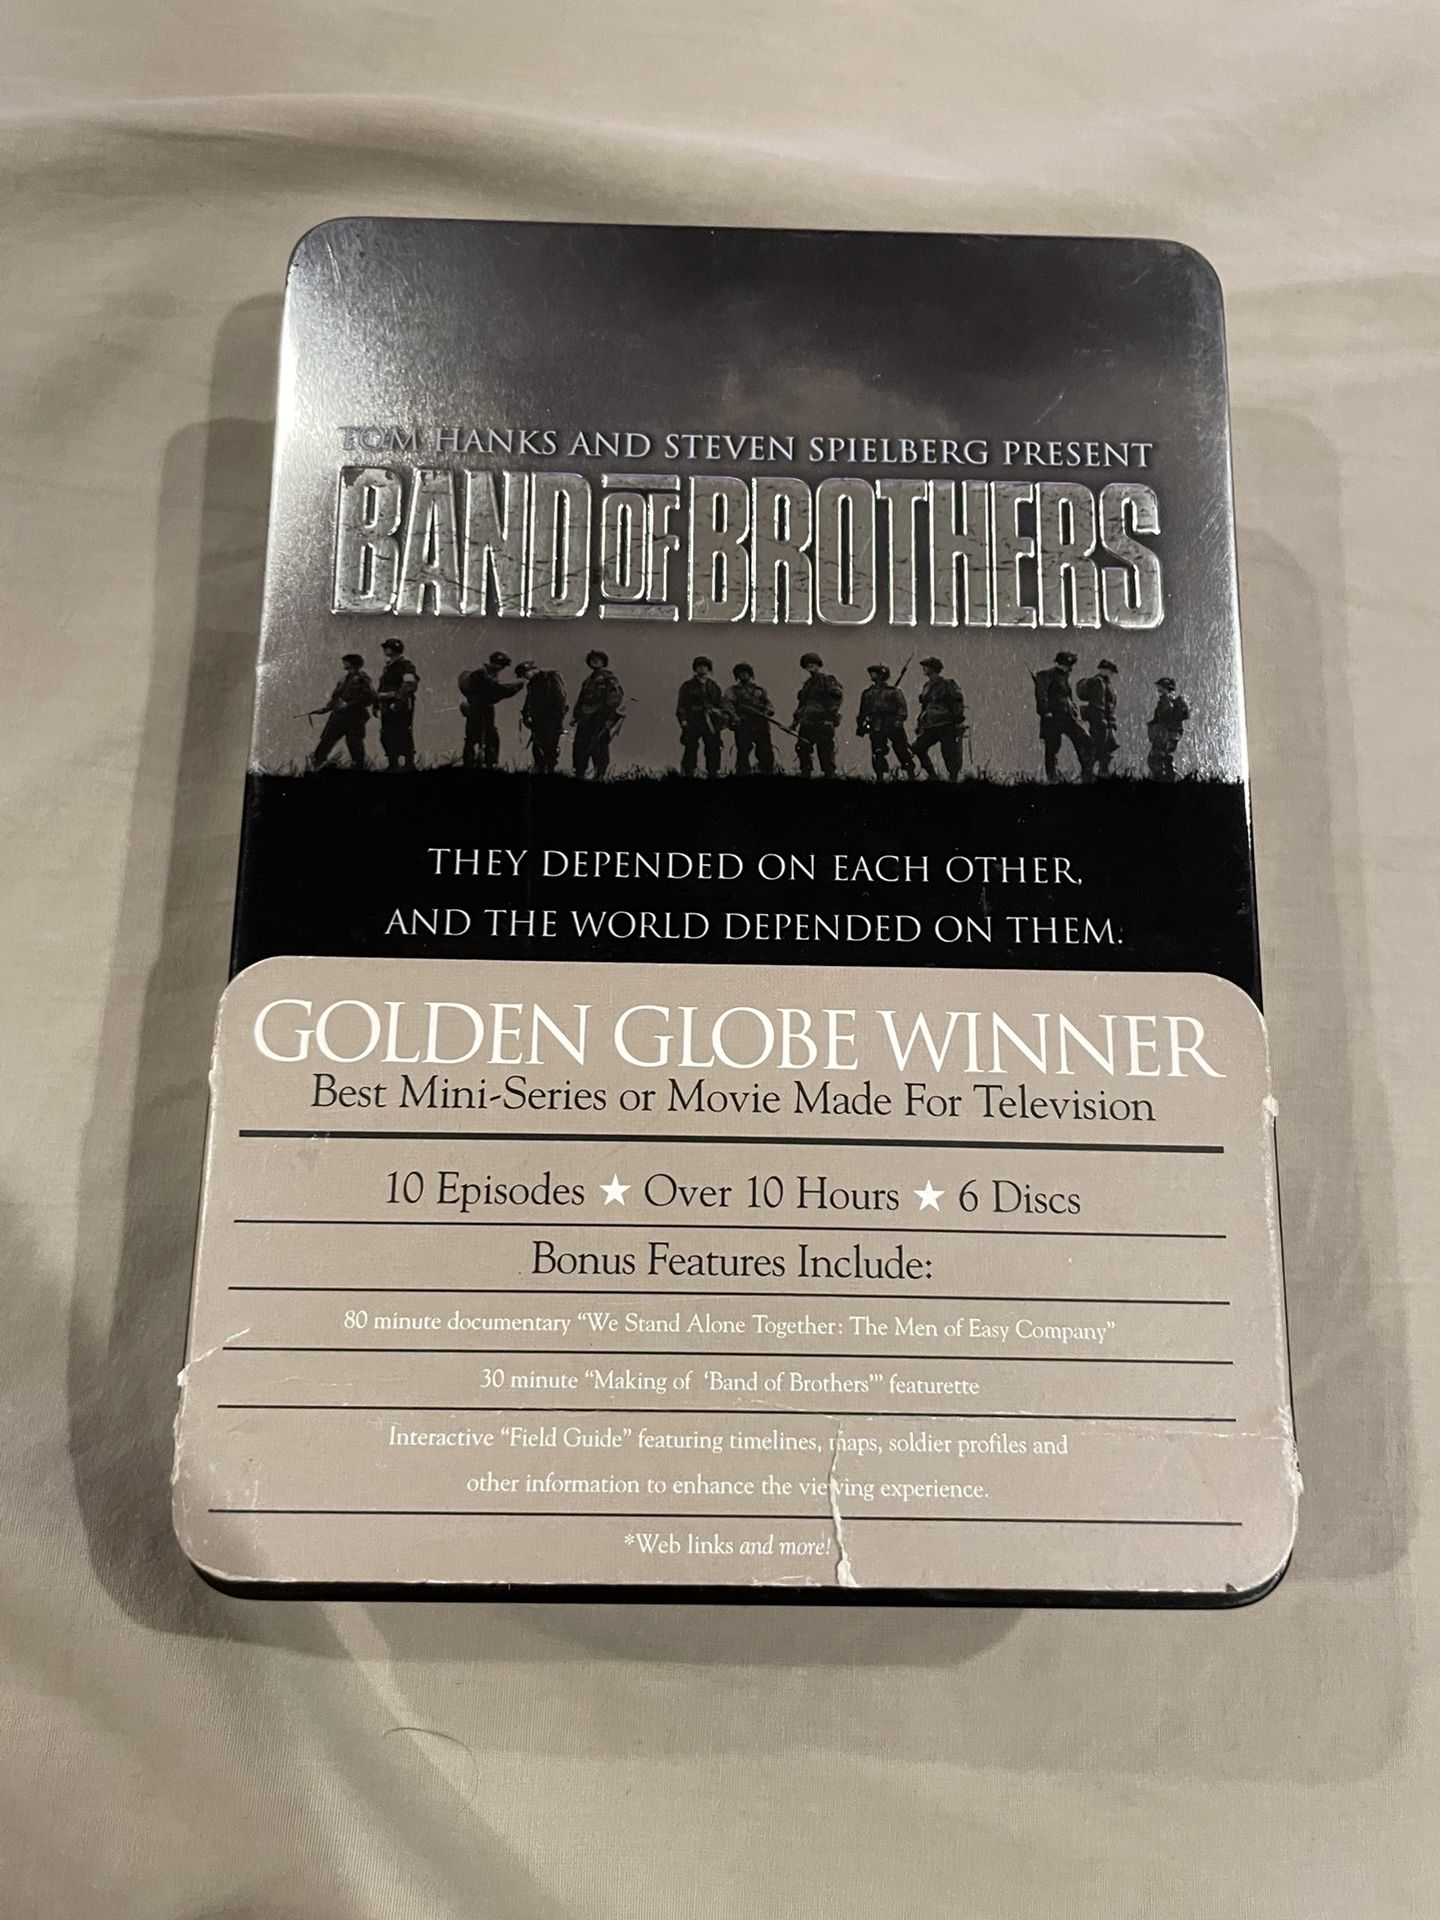 TOM HANKS AND STEVEN SPIELBERG PRESENT
BAND OF BROTHERS
THEY DEPENDED ON EACH OTHER,
AND THE WORLD DEPENDED ON THEM.
GOLDEN GLOBE WINNER
Best Mini-Series or Movie Made For Television
10 Episodes ★ Over 10 Hours ★ 6 Discs
Bonus Features Include:
80 minute documentary “We Stand Alone Together: The Men of Easy Company”
30 minute “Making of ‘Band of Brothers’” featurette
Interactive “Field Guide” featuring timelines, maps, soldier profiles and
other information to enhance the viewing experience.
*Web links and more!